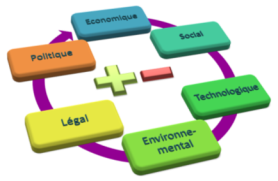 Economique
Social
Politique
Technologique
Légal
Environne-
mental